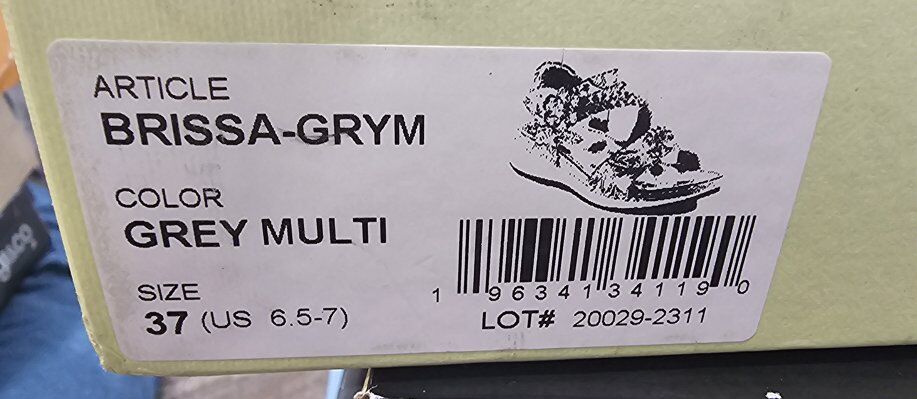 ARTICLE
BRISSA-GRYM
COLOR
GREY MULTI
SIZE
37 (US 6.5-7)
1 96341 34119 0
LOT# 20029-2311